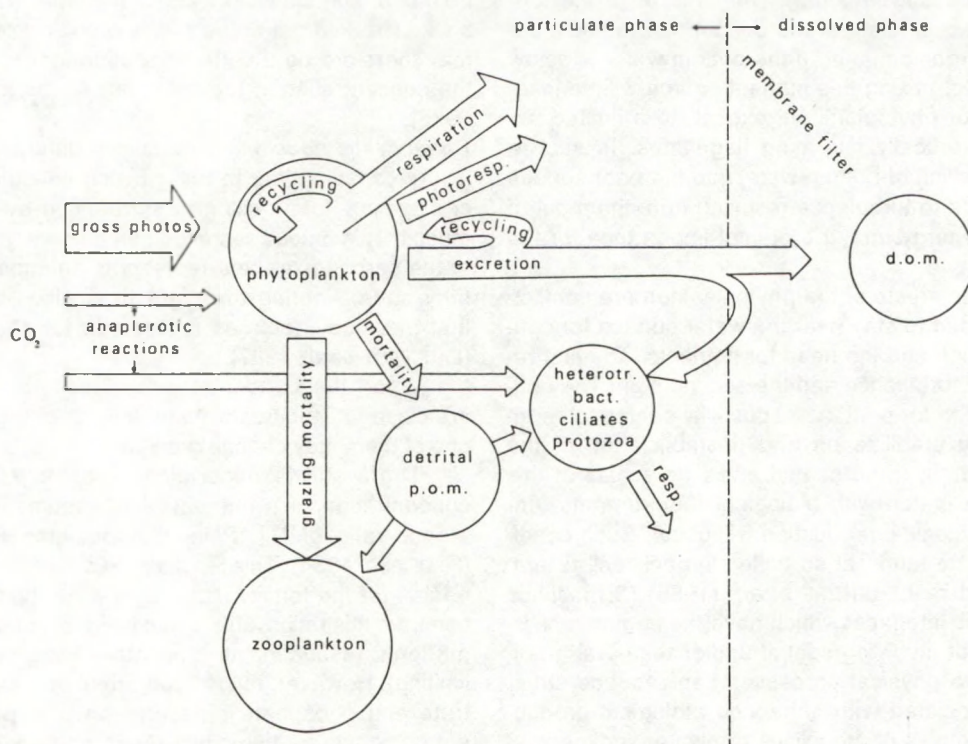 particulate phase ← → dissolved phase
membrane filter
respiration
photoresp.
recycling
recycling
gross photos
phytoplankton
excretion
d.o.m.
CO₂
anaplerotic
reactions
mortality
grazing mortality
heterotr.
bact.
ciliates
protozoa
detrital
p.o.m.
resp.
zooplankton